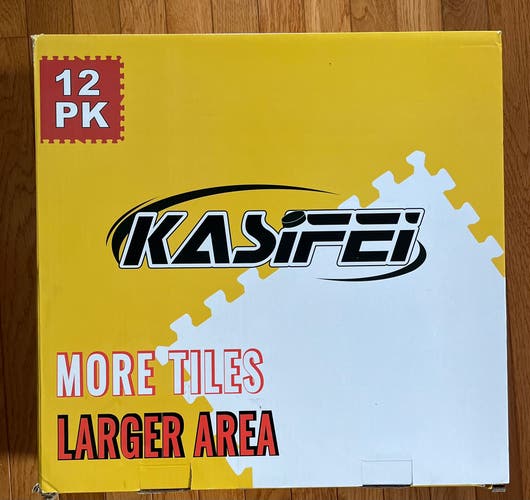 12
PK
KASiFEi
MORE TILES
LARGER AREA